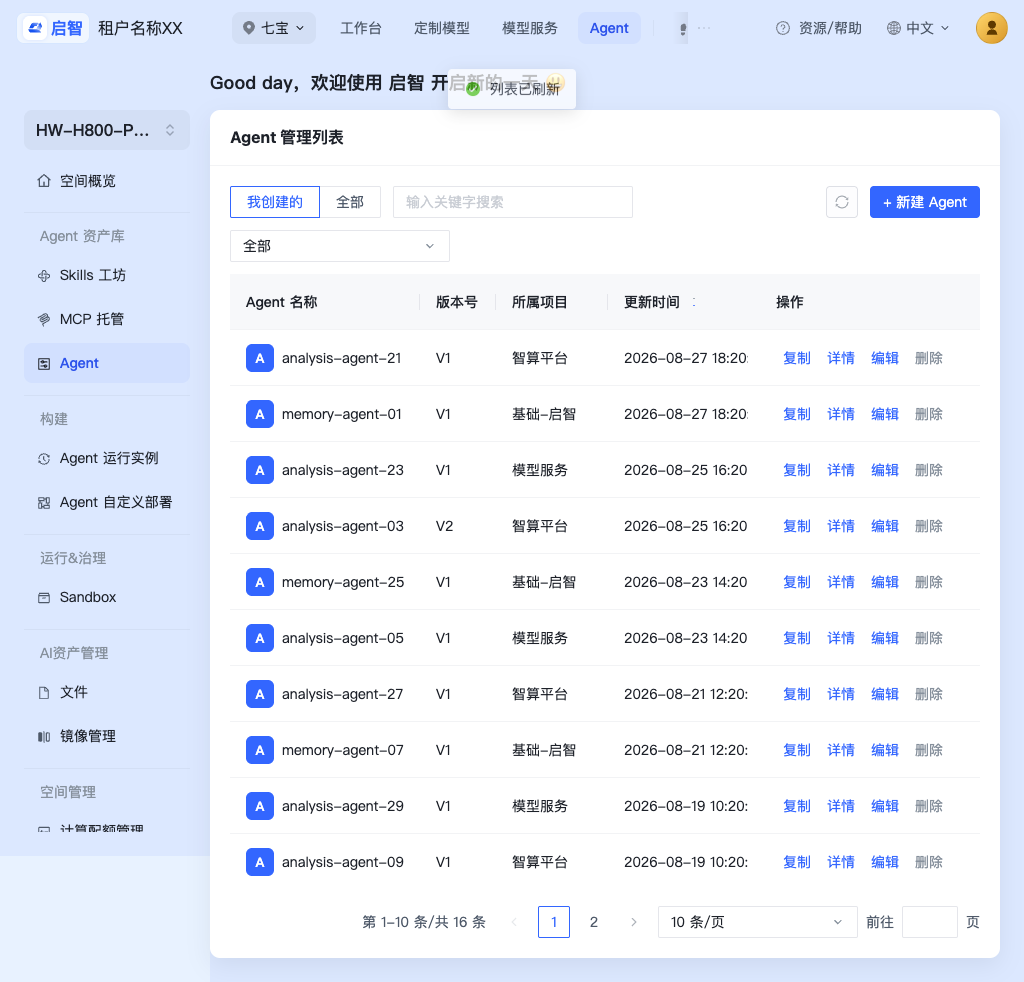 启智 租户名称XX 七宝 工作台 定制模型 模型服务 Agent 资源/帮助 中文
Good day，欢迎使用 启智 开启新的一天
列表已刷新
HW-H800-P...
空间概览
Agent 资产库
Skills 工坊
MCP 托管
Agent
构建
Agent 运行实例
Agent 自定义部署
运行&治理
Sandbox
AI资产管理
文件
镜像管理
空间管理
计算配额管理
Agent 管理列表
我创建的 全部 输入关键字搜索 + 新建 Agent
全部
Agent 名称 版本号 所属项目 更新时间 操作
A analysis-agent-21 V1 智算平台 2026-08-27 18:20: 复制 详情 编辑 删除
A memory-agent-01 V1 基础-启智 2026-08-27 18:20: 复制 详情 编辑 删除
A analysis-agent-23 V1 模型服务 2026-08-25 16:20 复制 详情 编辑 删除
A analysis-agent-03 V2 智算平台 2026-08-25 16:20 复制 详情 编辑 删除
A memory-agent-25 V1 基础-启智 2026-08-23 14:20 复制 详情 编辑 删除
A analysis-agent-05 V1 模型服务 2026-08-23 14:20 复制 详情 编辑 删除
A analysis-agent-27 V1 智算平台 2026-08-21 12:20: 复制 详情 编辑 删除
A memory-agent-07 V1 基础-启智 2026-08-21 12:20: 复制 详情 编辑 删除
A analysis-agent-29 V1 模型服务 2026-08-19 10:20: 复制 详情 编辑 删除
A analysis-agent-09 V1 智算平台 2026-08-19 10:20: 复制 详情 编辑 删除
第 1-10 条/共 16 条 1 2 10 条/页 前往 页